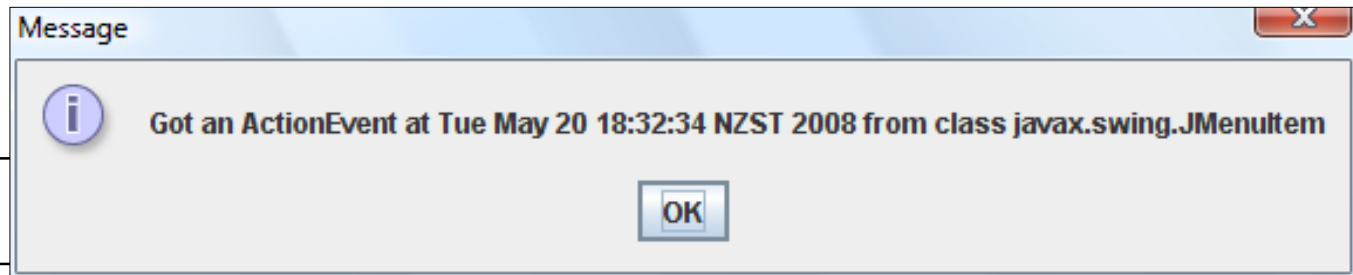 Message
Got an ActionEvent at Tue May 20 18:32:34 NZST 2008 from class javax.swing.JMenuItem
OK